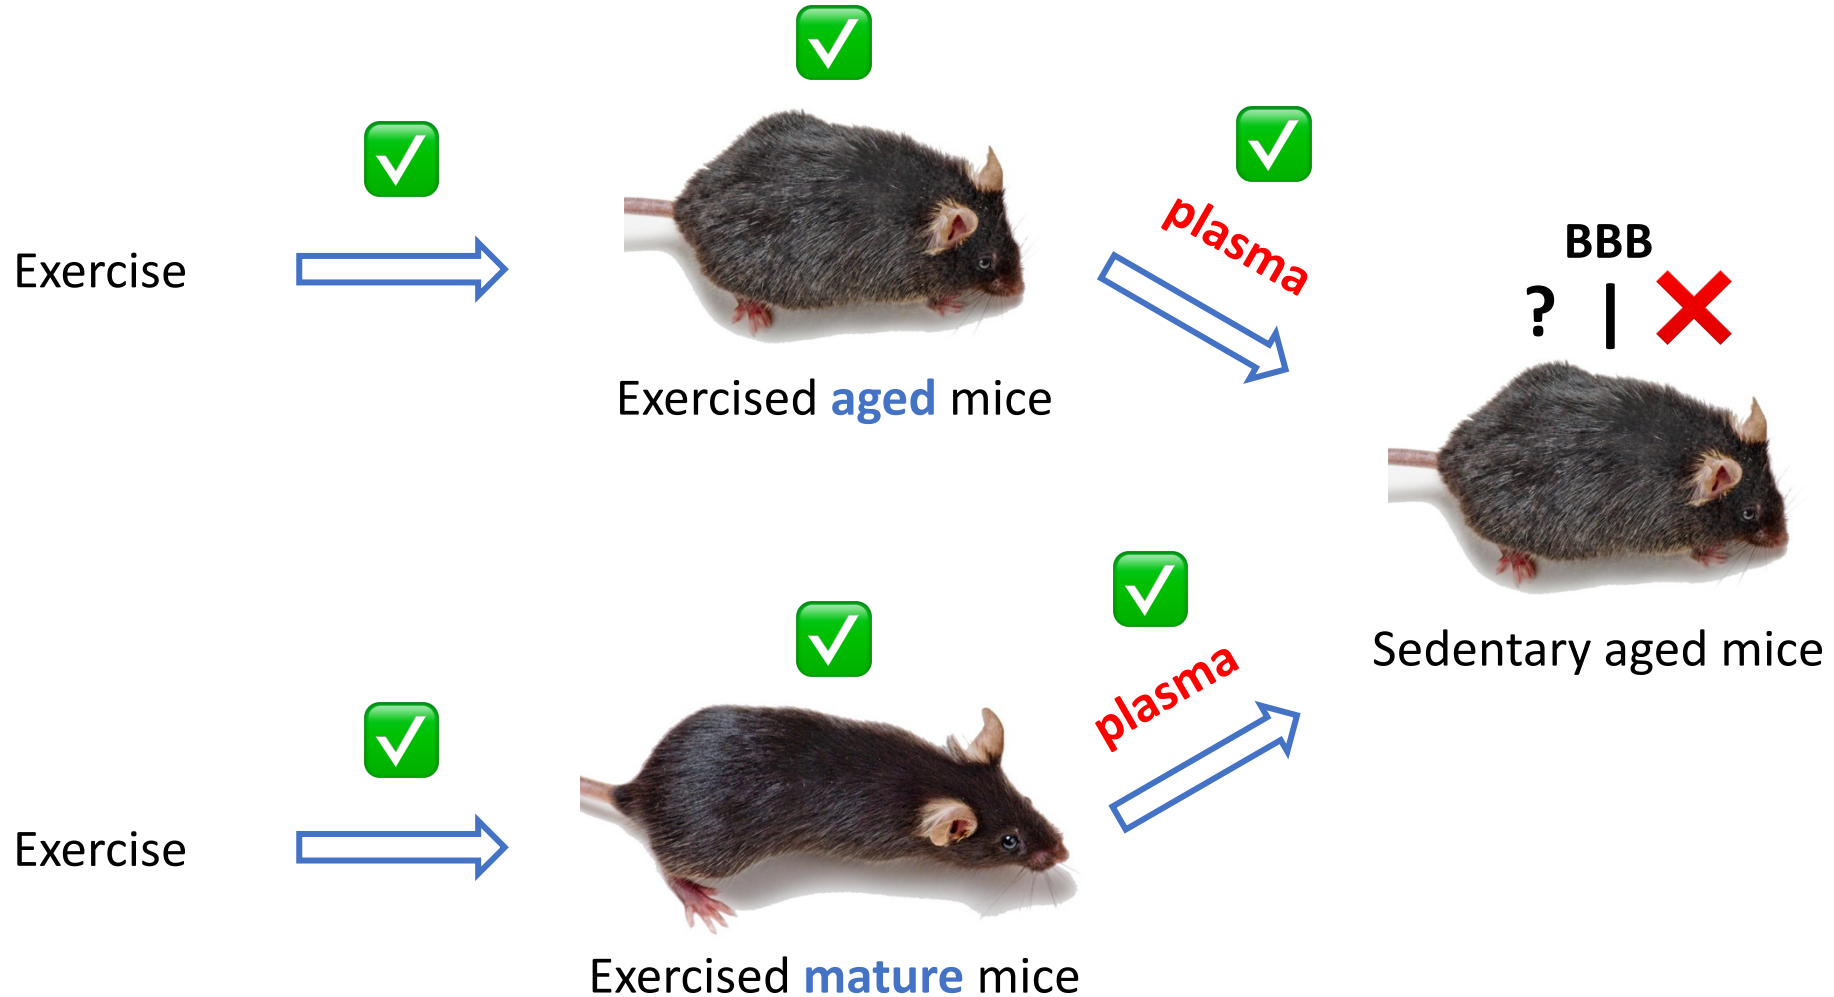 Exercise
Exercised aged mice
plasma
BBB
? |
Sedentary aged mice
plasma
Exercise
Exercised mature mice